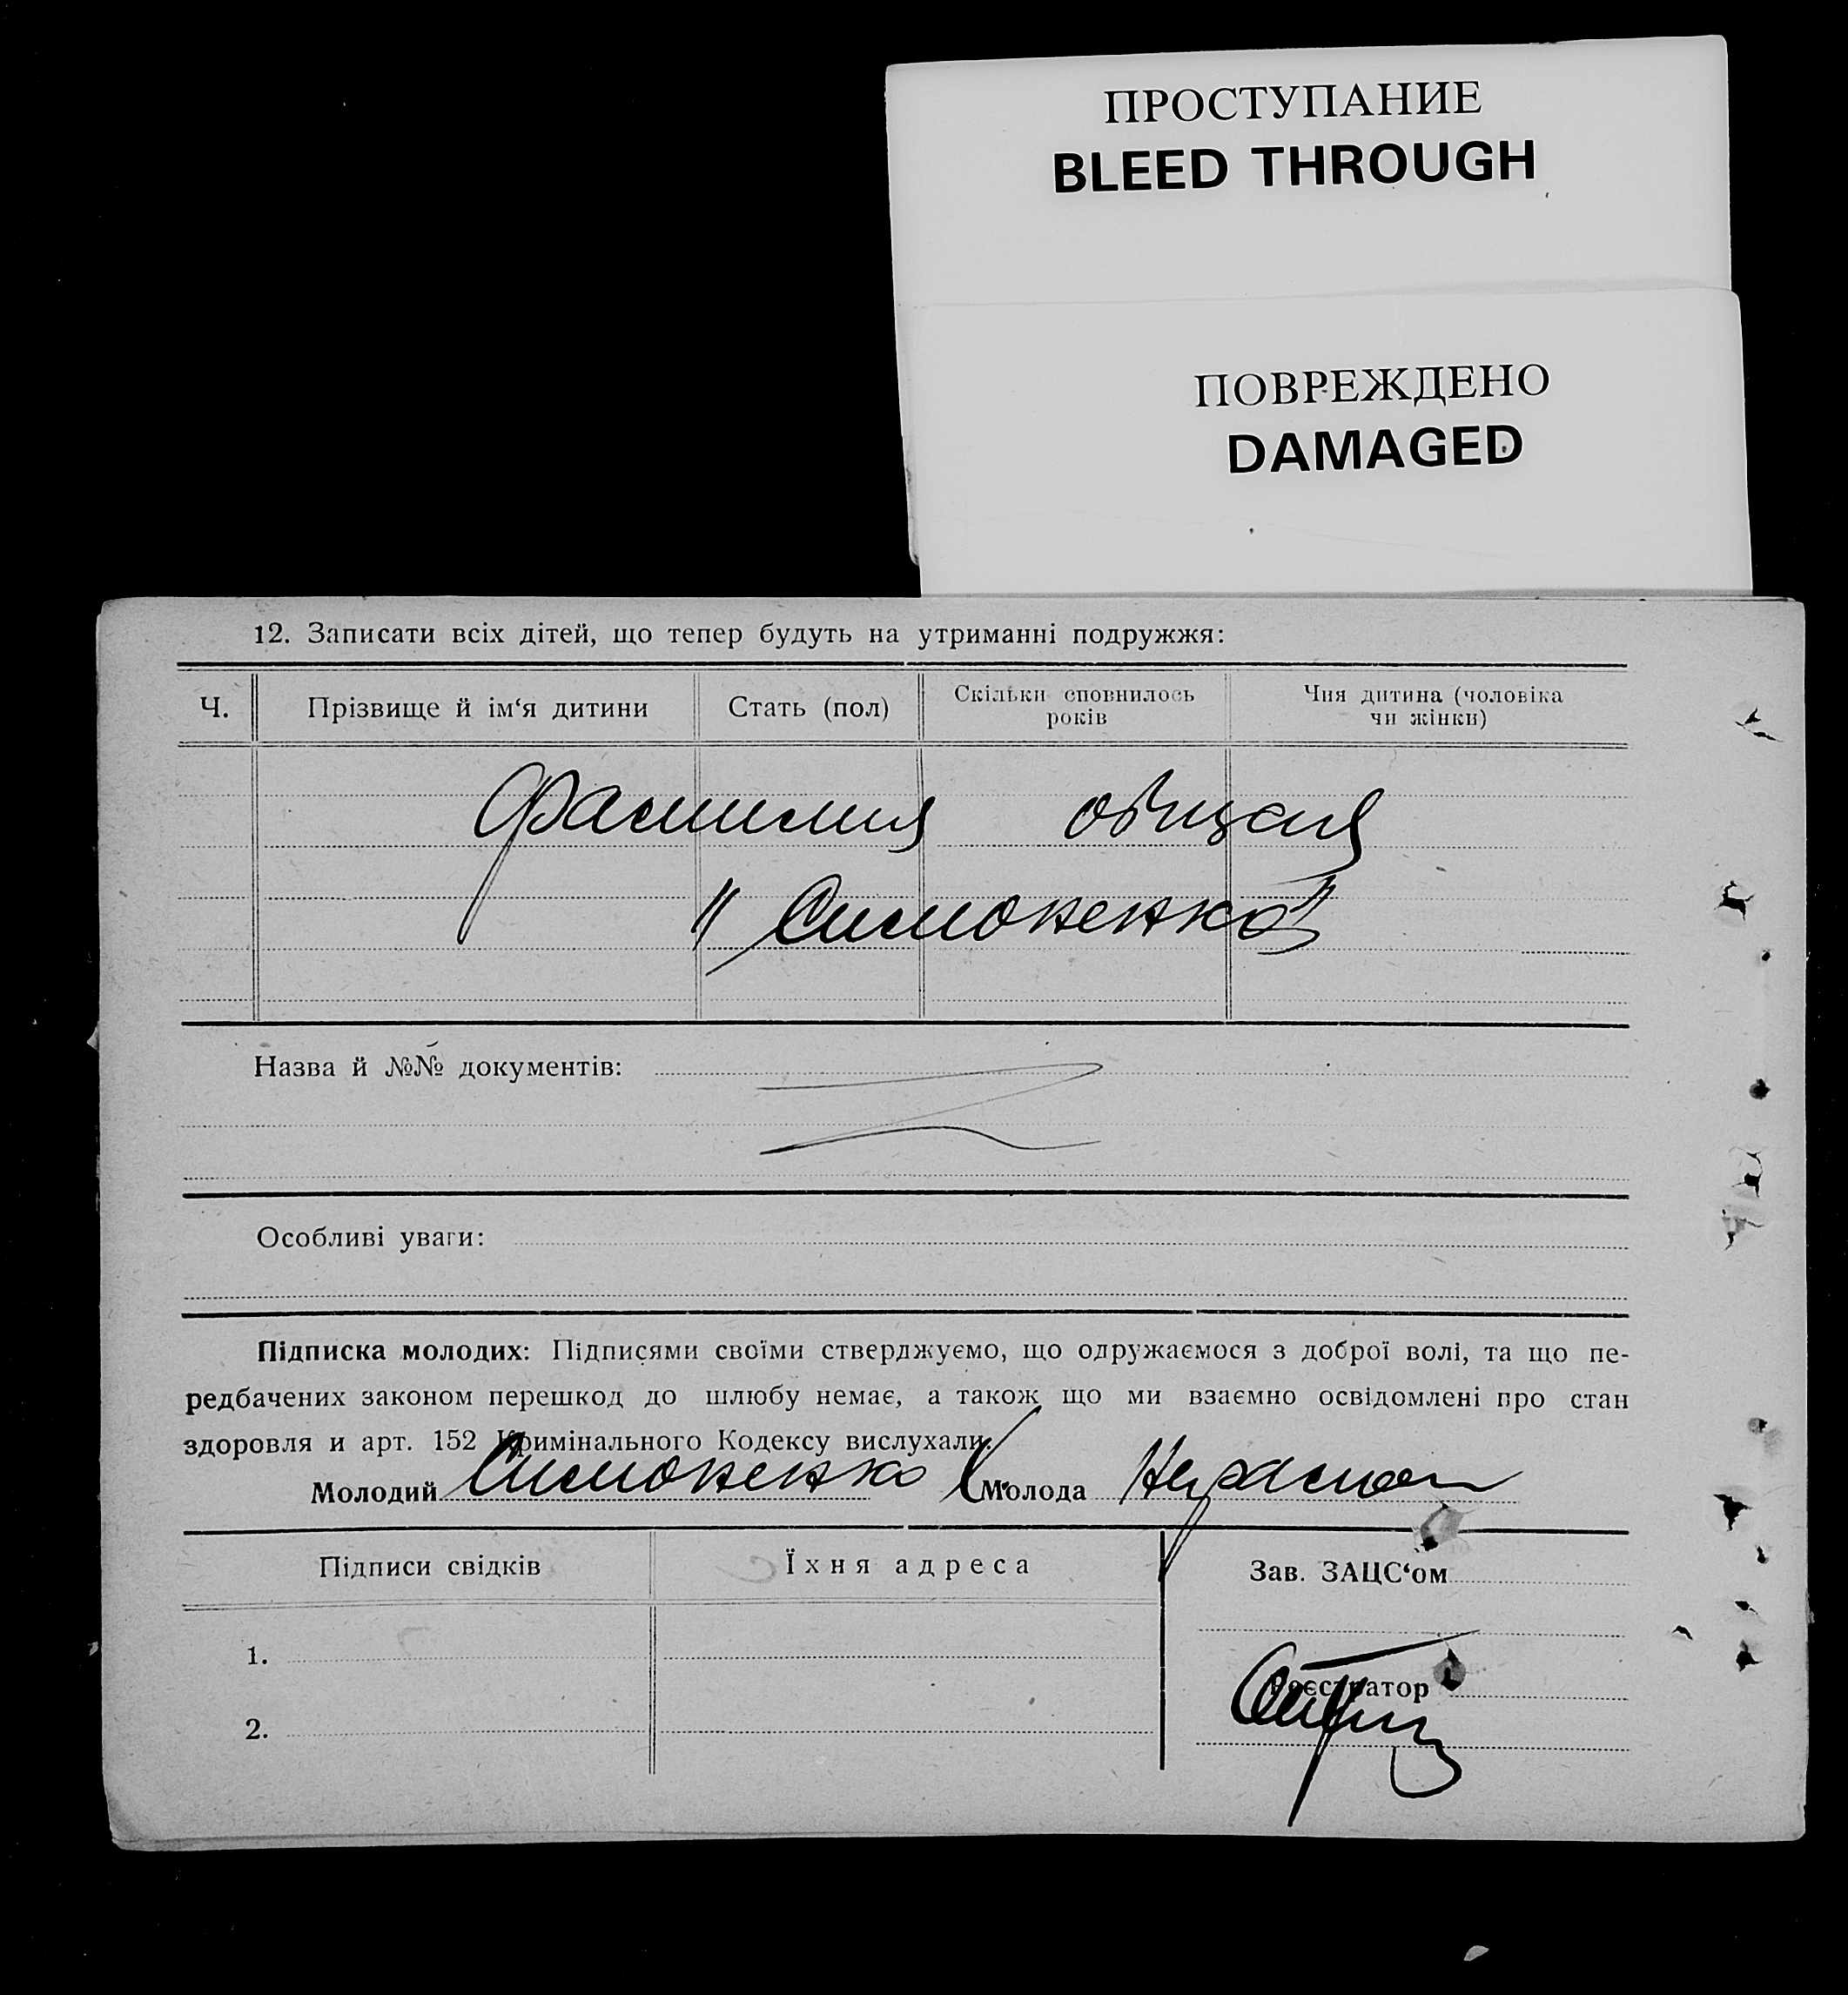 ПРОСТУПАНИЕ
BLEED THROUGH
ПОВРЕЖДЕНО
DAMAGED
12. Записати всіх дітей, що тепер будуть на утриманні подружжя:
Ч. Прізвище й ім‘я дитини Стать (пол) Скільки сповнилось років Чия дитина (чоловіка чи жінки)
Фамилия общая
"Симоненко"
Назва й №№ документів:
Особливі уваги:
Підписка молодих: Підписями своїми стверджуємо, що одружаємося з доброї волі, та що пе-
редбачених законом перешкод до шлюбу немає, а також що ми взаємно освідомлені про стан
здоровля и арт. 152 Кримінального Кодексу вислухали.
Молодий Симоненко Молода
Підписи свідків Їхня адреса Зав. ЗАЦС‘ом
1.
Реєстратор
2.